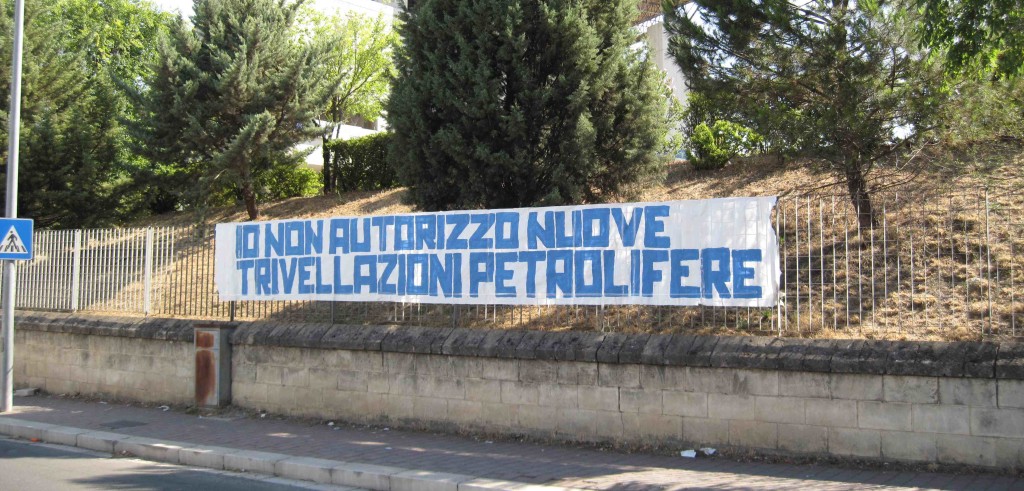 IO NON AUTORIZZO NUOVE
TRIVELLAZIONI PETROLIFERE